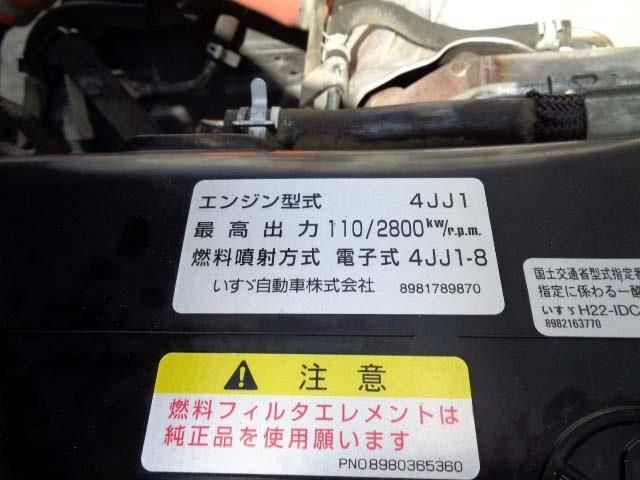 エンジン型式 4JJ1
最高出力 110/2800kW/r.p.m.
燃料噴射方式 電子式 4JJ1-8
いすゞ自動車株式会社 8981789870
国土交通省型式指定
指定に係わる一酸
いすゞH22-IDC
8982163770
注意
燃料フィルタエレメントは
純正品を使用願います
PNO8980365360